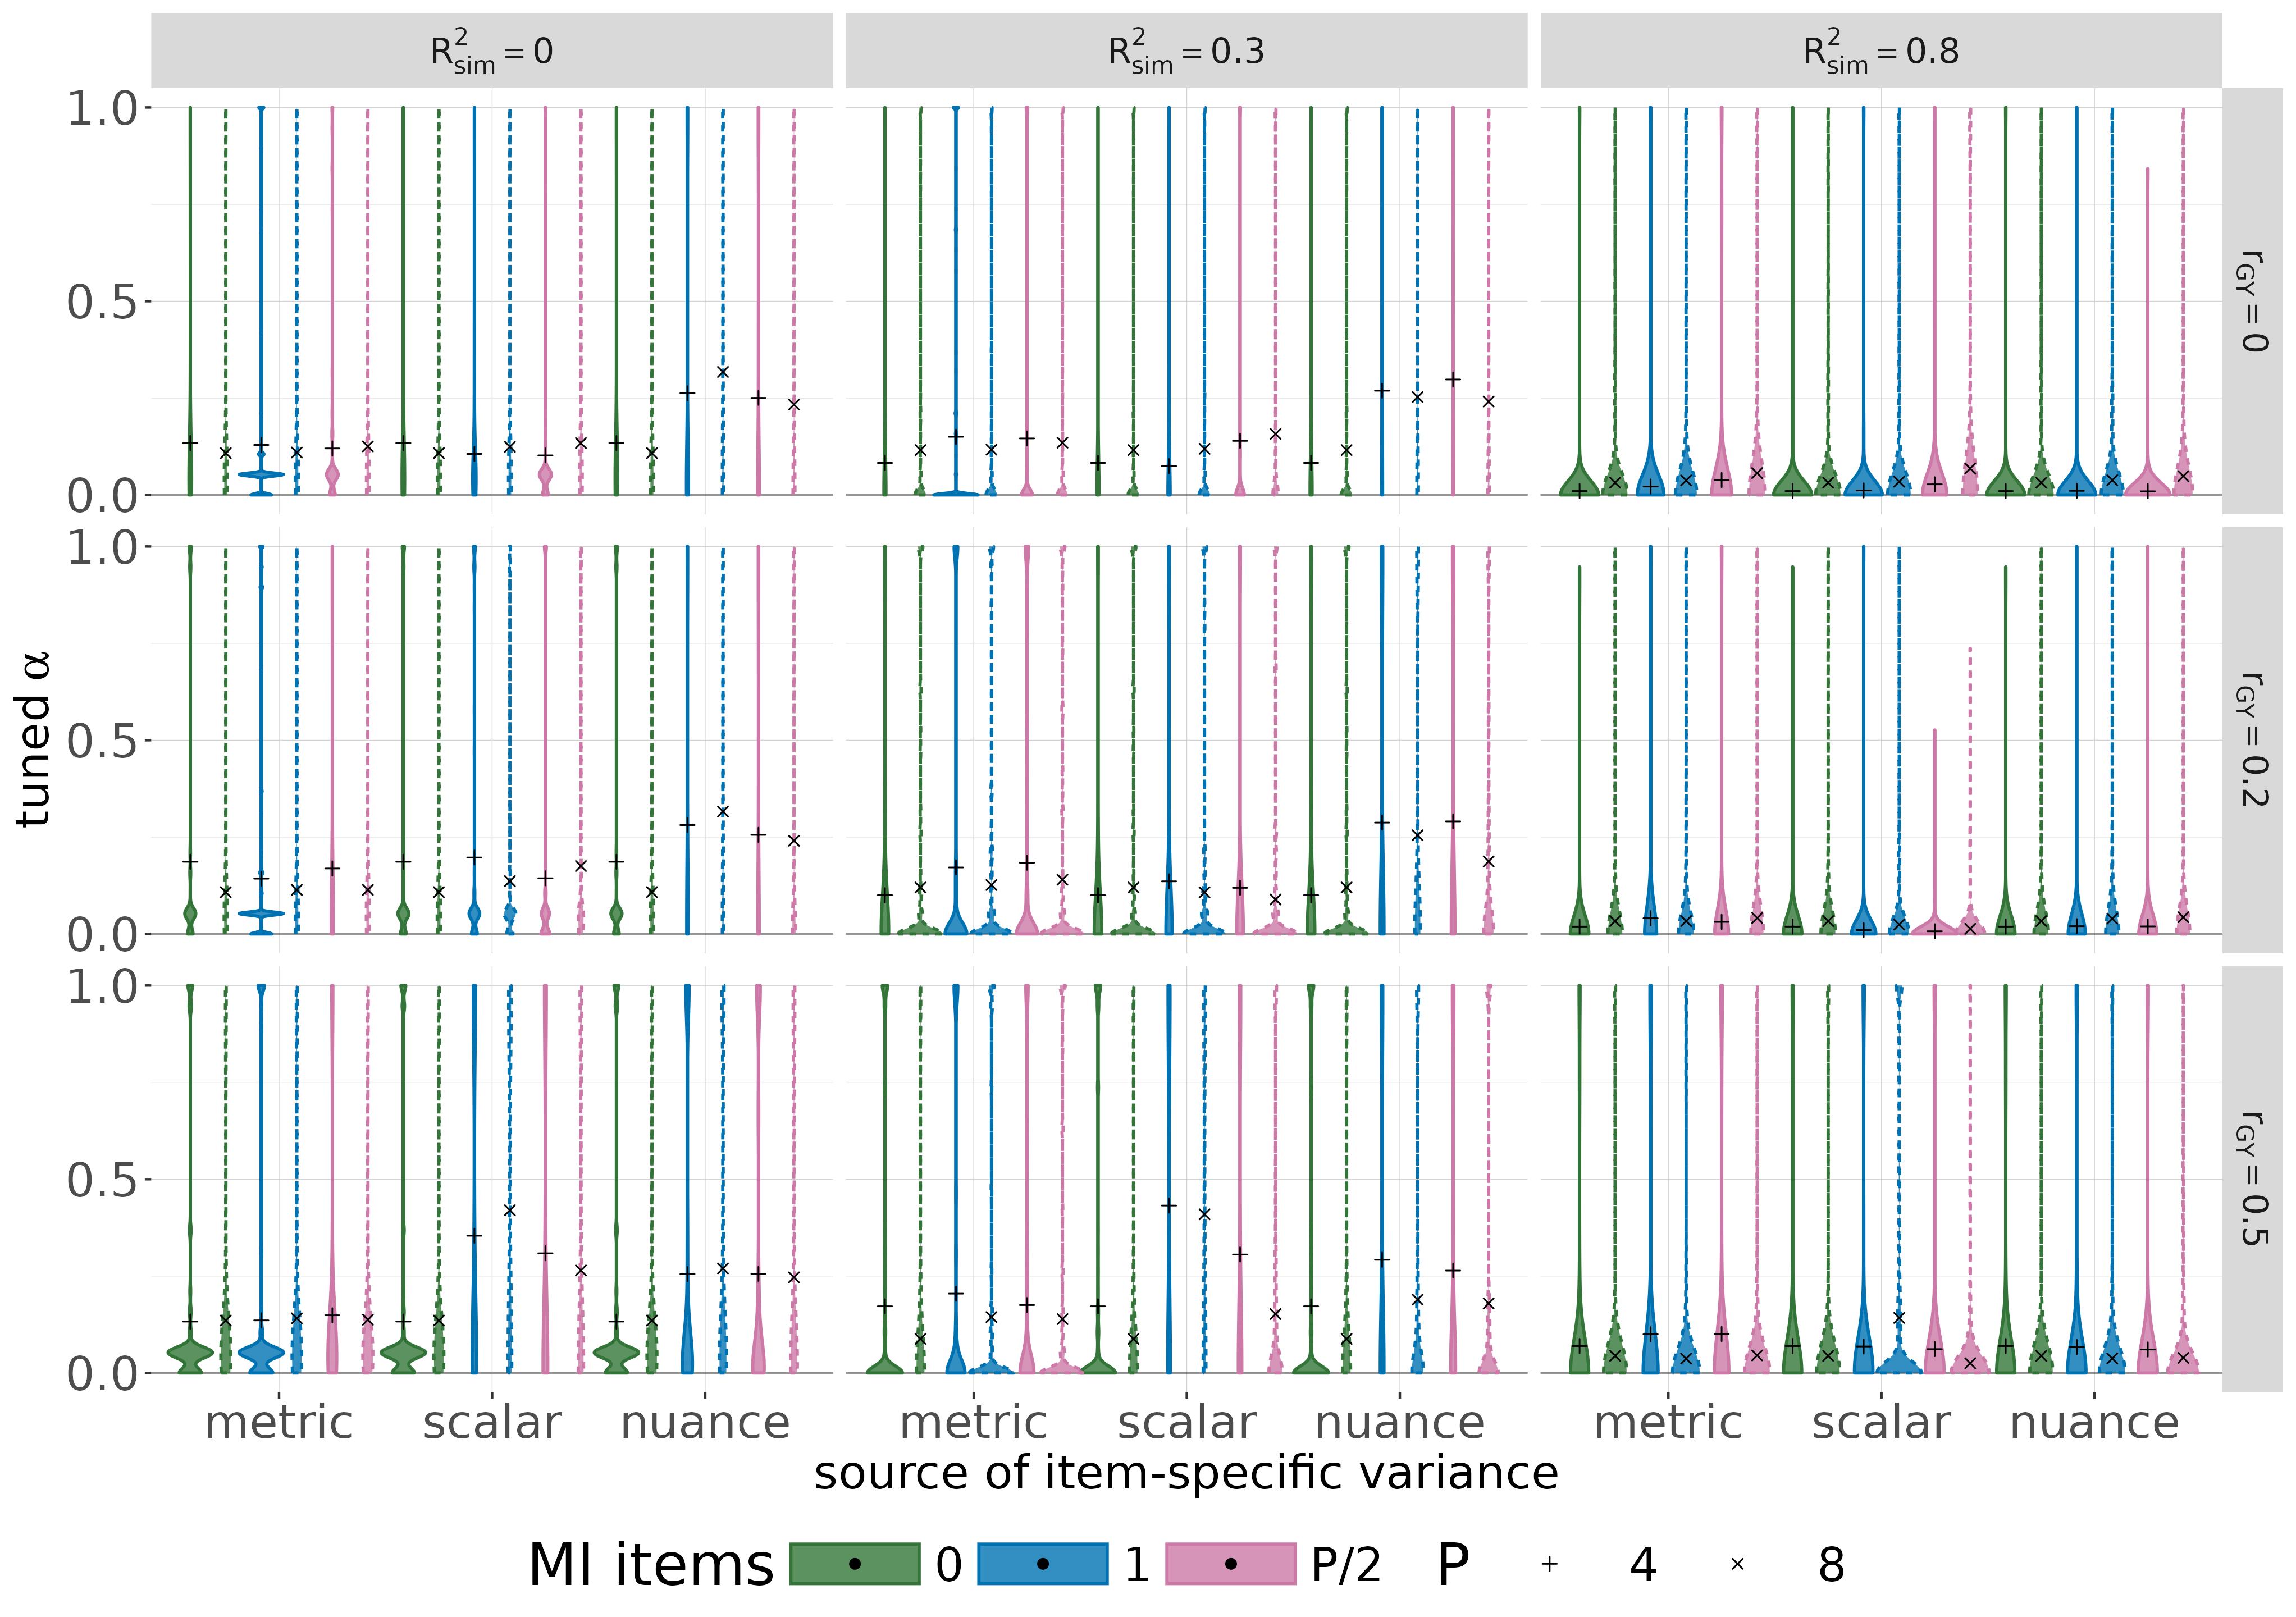 R²sim = 0 R²sim = 0.3 R²sim = 0.8
1.0
0.5
0.0
rGY = 0
1.0
0.5
0.0
rGY = 0.2
1.0
0.5
0.0
rGY = 0.5
tuned α
metric scalar nuance metric scalar nuance metric scalar nuance
source of item-specific variance
MI items 0 1 P/2 P 4 8